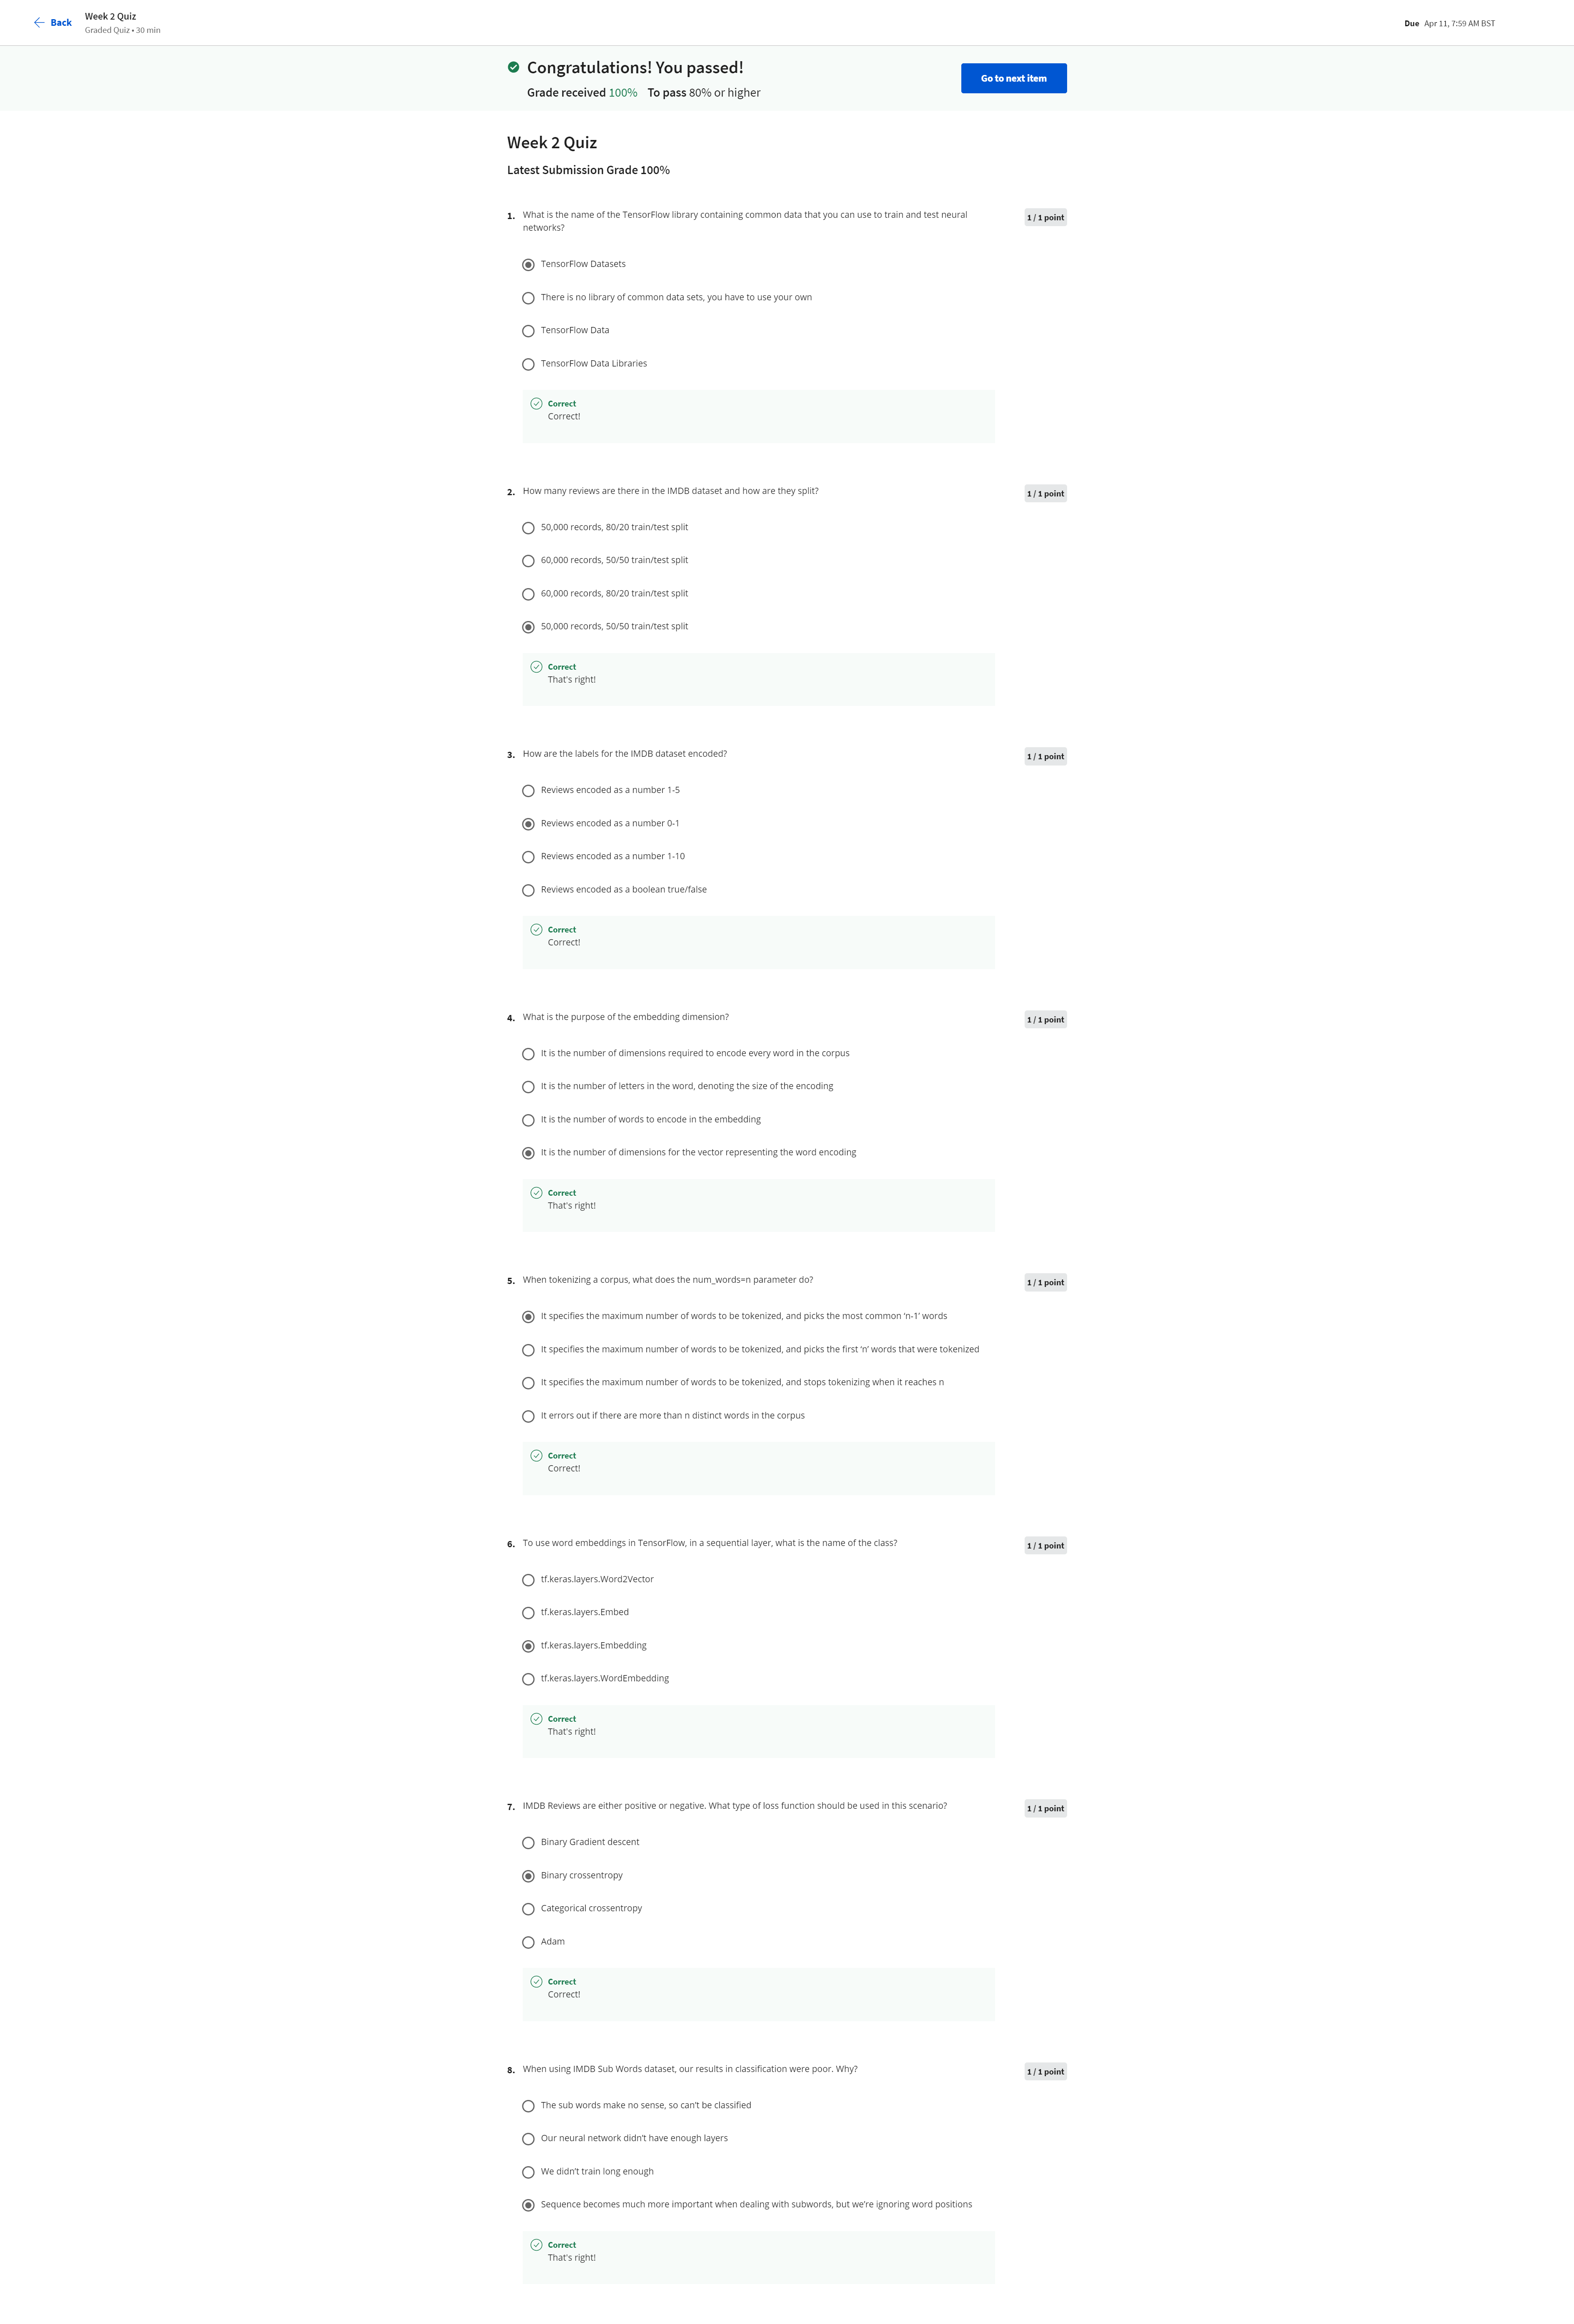 Back
Week 2 Quiz
Graded Quiz • 30 min
Due Apr 11, 7:59 AM BST
Congratulations! You passed!
Grade received 100% To pass 80% or higher
Go to next item
Week 2 Quiz
Latest Submission Grade 100%
1. What is the name of the TensorFlow library containing common data that you can use to train and test neural
networks?
1 / 1 point
TensorFlow Datasets
There is no library of common data sets, you have to use your own
TensorFlow Data
TensorFlow Data Libraries
Correct
Correct!
2. How many reviews are there in the IMDB dataset and how are they split?
1 / 1 point
50,000 records, 80/20 train/test split
60,000 records, 50/50 train/test split
60,000 records, 80/20 train/test split
50,000 records, 50/50 train/test split
Correct
That's right!
3. How are the labels for the IMDB dataset encoded?
1 / 1 point
Reviews encoded as a number 1-5
Reviews encoded as a number 0-1
Reviews encoded as a number 1-10
Reviews encoded as a boolean true/false
Correct
Correct!
4. What is the purpose of the embedding dimension?
1 / 1 point
It is the number of dimensions required to encode every word in the corpus
It is the number of letters in the word, denoting the size of the encoding
It is the number of words to encode in the embedding
It is the number of dimensions for the vector representing the word encoding
Correct
That's right!
5. When tokenizing a corpus, what does the num_words=n parameter do?
1 / 1 point
It specifies the maximum number of words to be tokenized, and picks the most common ‘n-1’ words
It specifies the maximum number of words to be tokenized, and picks the first ‘n’ words that were tokenized
It specifies the maximum number of words to be tokenized, and stops tokenizing when it reaches n
It errors out if there are more than n distinct words in the corpus
Correct
Correct!
6. To use word embeddings in TensorFlow, in a sequential layer, what is the name of the class?
1 / 1 point
tf.keras.layers.Word2Vector
tf.keras.layers.Embed
tf.keras.layers.Embedding
tf.keras.layers.WordEmbedding
Correct
That's right!
7. IMDB Reviews are either positive or negative. What type of loss function should be used in this scenario?
1 / 1 point
Binary Gradient descent
Binary crossentropy
Categorical crossentropy
Adam
Correct
Correct!
8. When using IMDB Sub Words dataset, our results in classification were poor. Why?
1 / 1 point
The sub words make no sense, so can’t be classified
Our neural network didn’t have enough layers
We didn’t train long enough
Sequence becomes much more important when dealing with subwords, but we’re ignoring word positions
Correct
That's right!